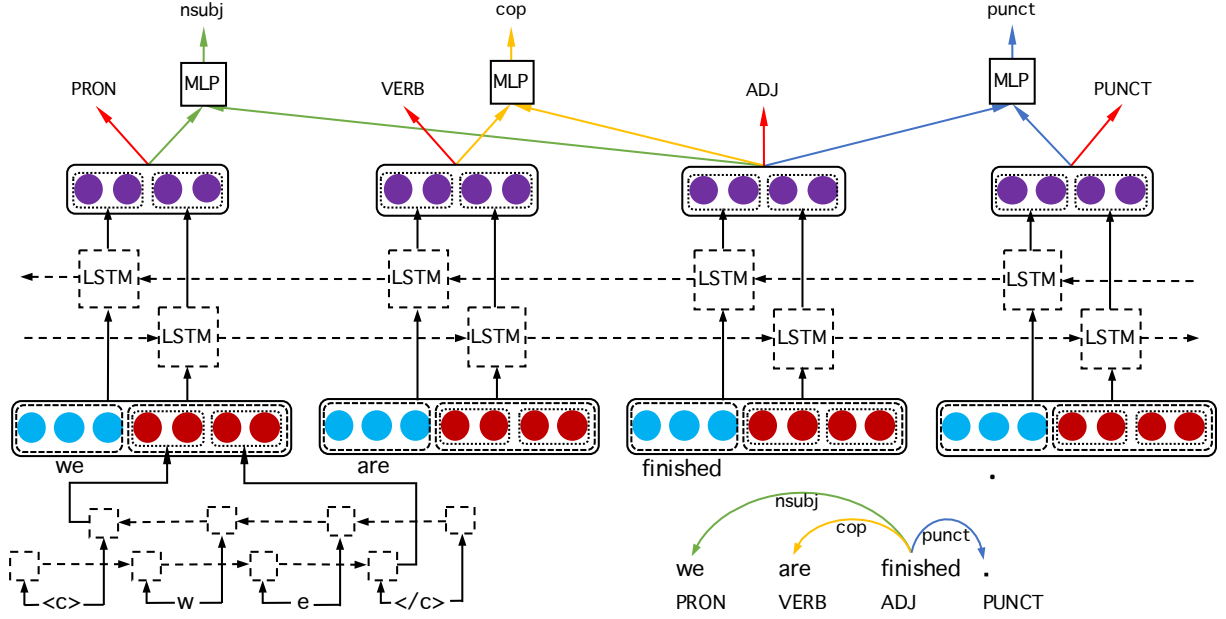 nsubj cop punct
MLP MLP MLP
PRON VERB ADJ PUNCT
LSTM LSTM LSTM LSTM
LSTM LSTM LSTM LSTM
we are finished .
<c> w e </c>
nsubj
cop punct
we are finished .
PRON VERB ADJ PUNCT